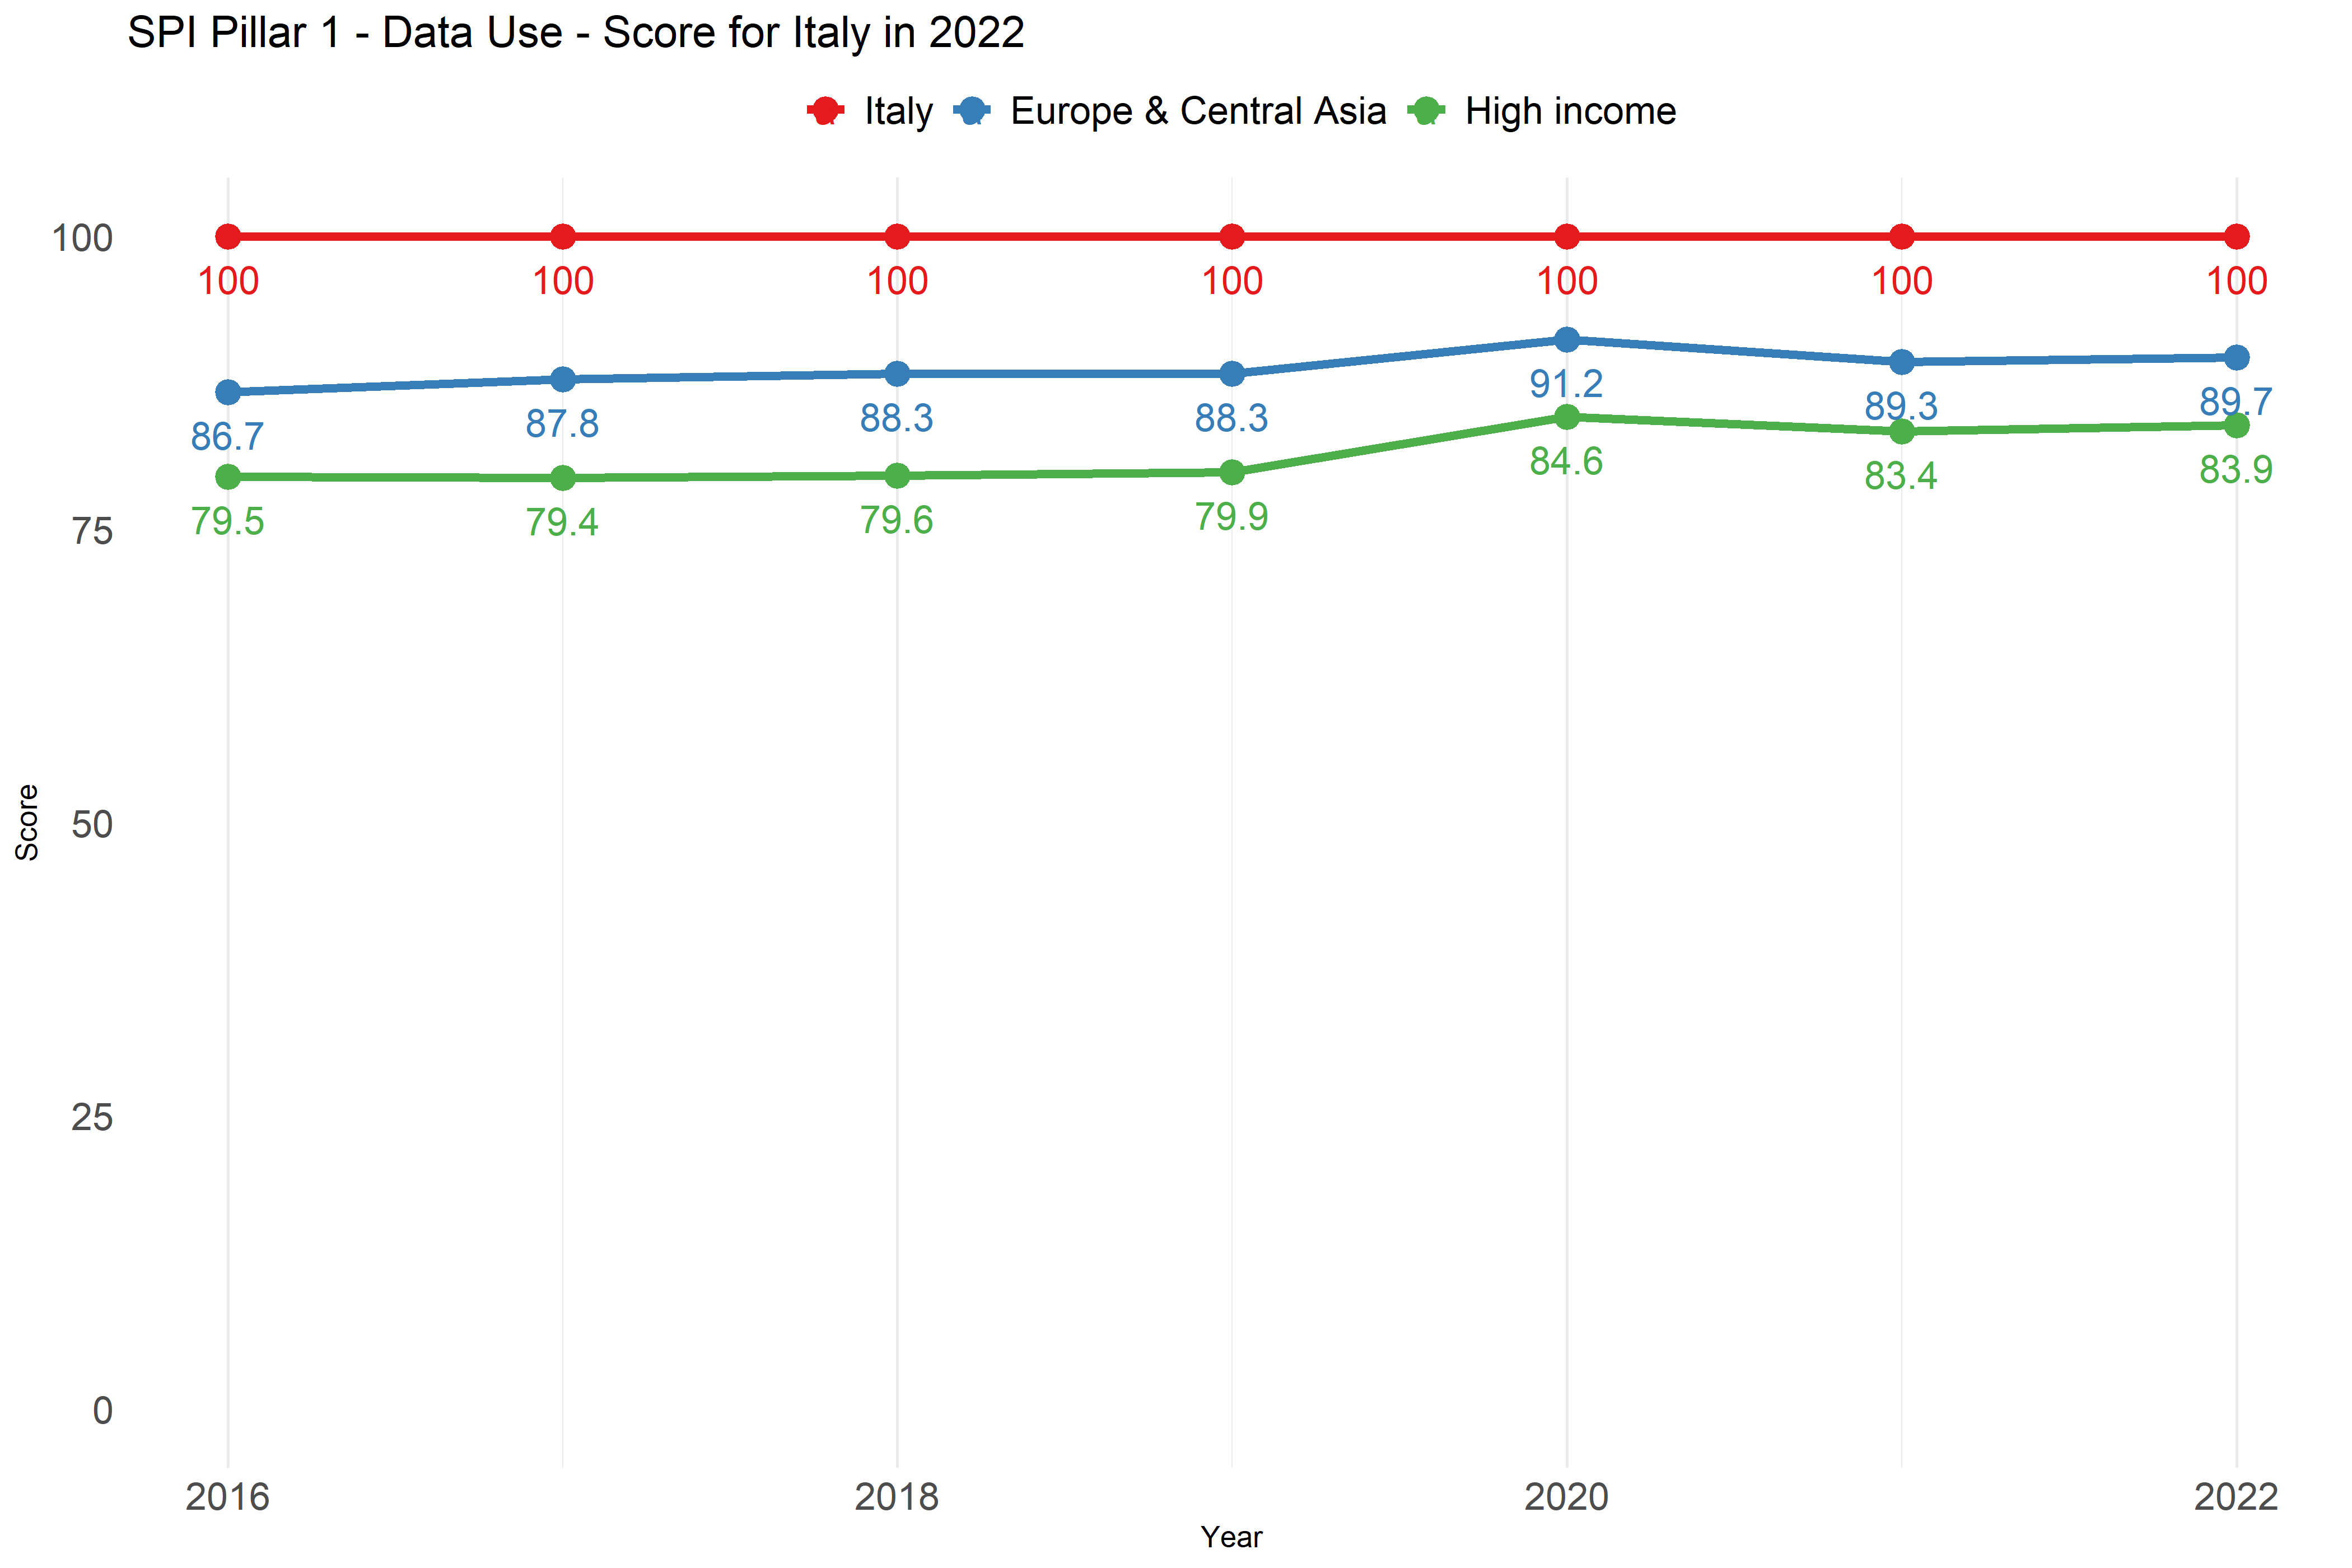 SPI Pillar 1 - Data Use - Score for Italy in 2022
Italy Europe & Central Asia High income
100
100 100 100 100 100 100 100
91.2
86.7 87.8 88.3 88.3 89.3 89.7
84.6 83.4 83.9
79.5 79.4 79.6 79.9
75
50
Score
25
0
2016 2018 2020 2022
Year